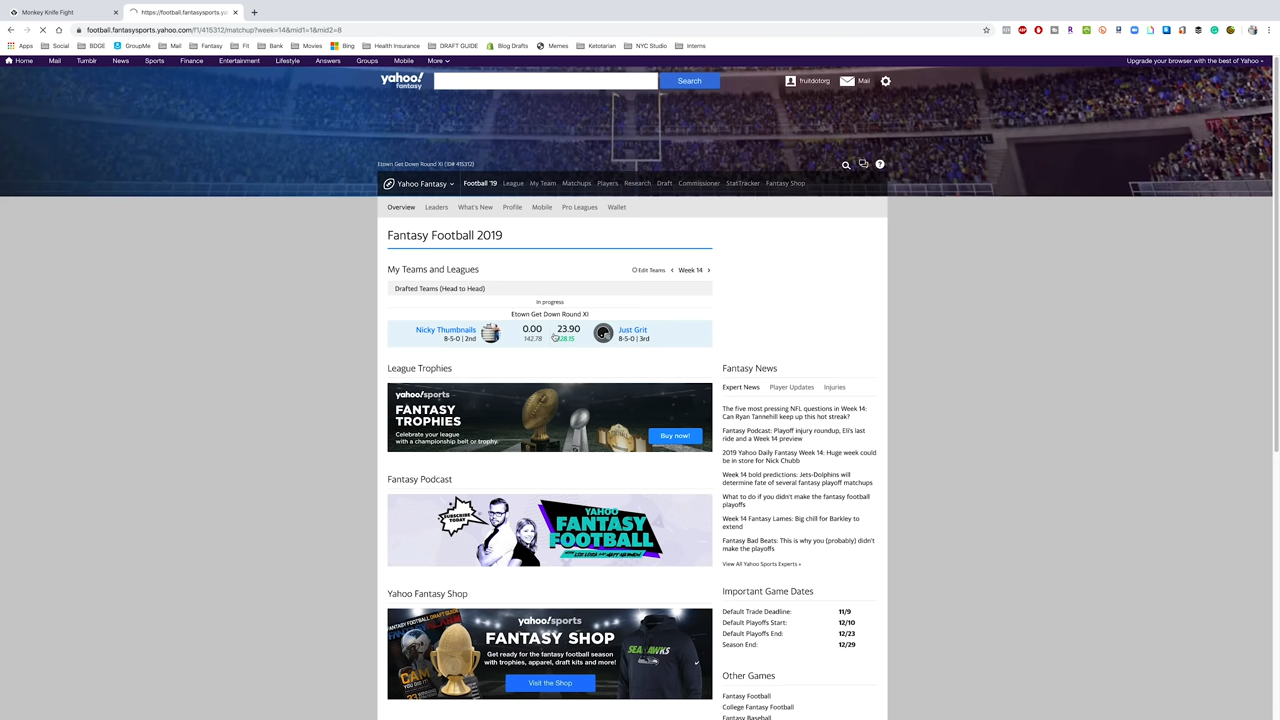 Monkey Knife Fight
https://football.fantasysports.ya
football.fantasysports.yahoo.com/f1/415312/matchup?week=14&mid1=1&mid2=8
Apps Social BDGE GroupMe Mail Fantasy Fit Bank Movies Bing Health Insurance DRAFT GUIDE Blog Drafts Memes Ketotarian NYC Studio Interns
Home Mail Tumblr News Sports Finance Entertainment Lifestyle Answers Groups Mobile More
Upgrade your browser with the best of Yahoo
yahoo!
fantasy
Search
fruitdotorg
Mail
Etown Get Down Round XI (ID# 415312)
Yahoo Fantasy Football '19 League My Team Matchups Players Research Draft Commissioner StatTracker Fantasy Shop
Overview Leaders What's New Profile Mobile Pro Leagues Wallet
Fantasy Football 2019
My Teams and Leagues
Edit Teams
Week 14
Drafted Teams (Head to Head)
In progress
Etown Get Down Round XI
Nicky Thumbnails 0.00 23.90 Just Grit
8-5-0 | 2nd 142.78 8-5-0 | 3rd
League Trophies
yahoo!sports
FANTASY
TROPHIES
Celebrate your league
with a championship belt or trophy.
Buy now!
Fantasy Podcast
SUBSCRIBE
TODAY
YAHOO
FANTASY
FOOTBALL
Yahoo Fantasy Shop
yahoo!sports
FANTASY SHOP
Get ready for the fantasy football season
with trophies, apparel, draft kits and more!
Visit the Shop
Fantasy News
Expert News Player Updates Injuries
The five most pressing NFL questions in Week 14:
Can Ryan Tannehill keep up this hot streak?
Fantasy Podcast: Playoff injury roundup, Eli's last
ride and a Week 14 preview
2019 Yahoo Daily Fantasy Week 14: Huge week could
be in store for Nick Chubb
Week 14 bold predictions: Jets-Dolphins will
determine fate of several fantasy playoff matchups
What to do if you didn't make the fantasy football
playoffs
Week 14 Fantasy Lames: Big chill for Barkley to
extend
Fantasy Bad Beats: This is why you (probably) didn't
make the playoffs
View All Yahoo Sports Experts »
Important Game Dates
Default Trade Deadline: 11/9
Default Playoffs Start: 12/10
Default Playoffs End: 12/23
Season End: 12/29
Other Games
Fantasy Football
College Fantasy Football
Fantasy Baseball